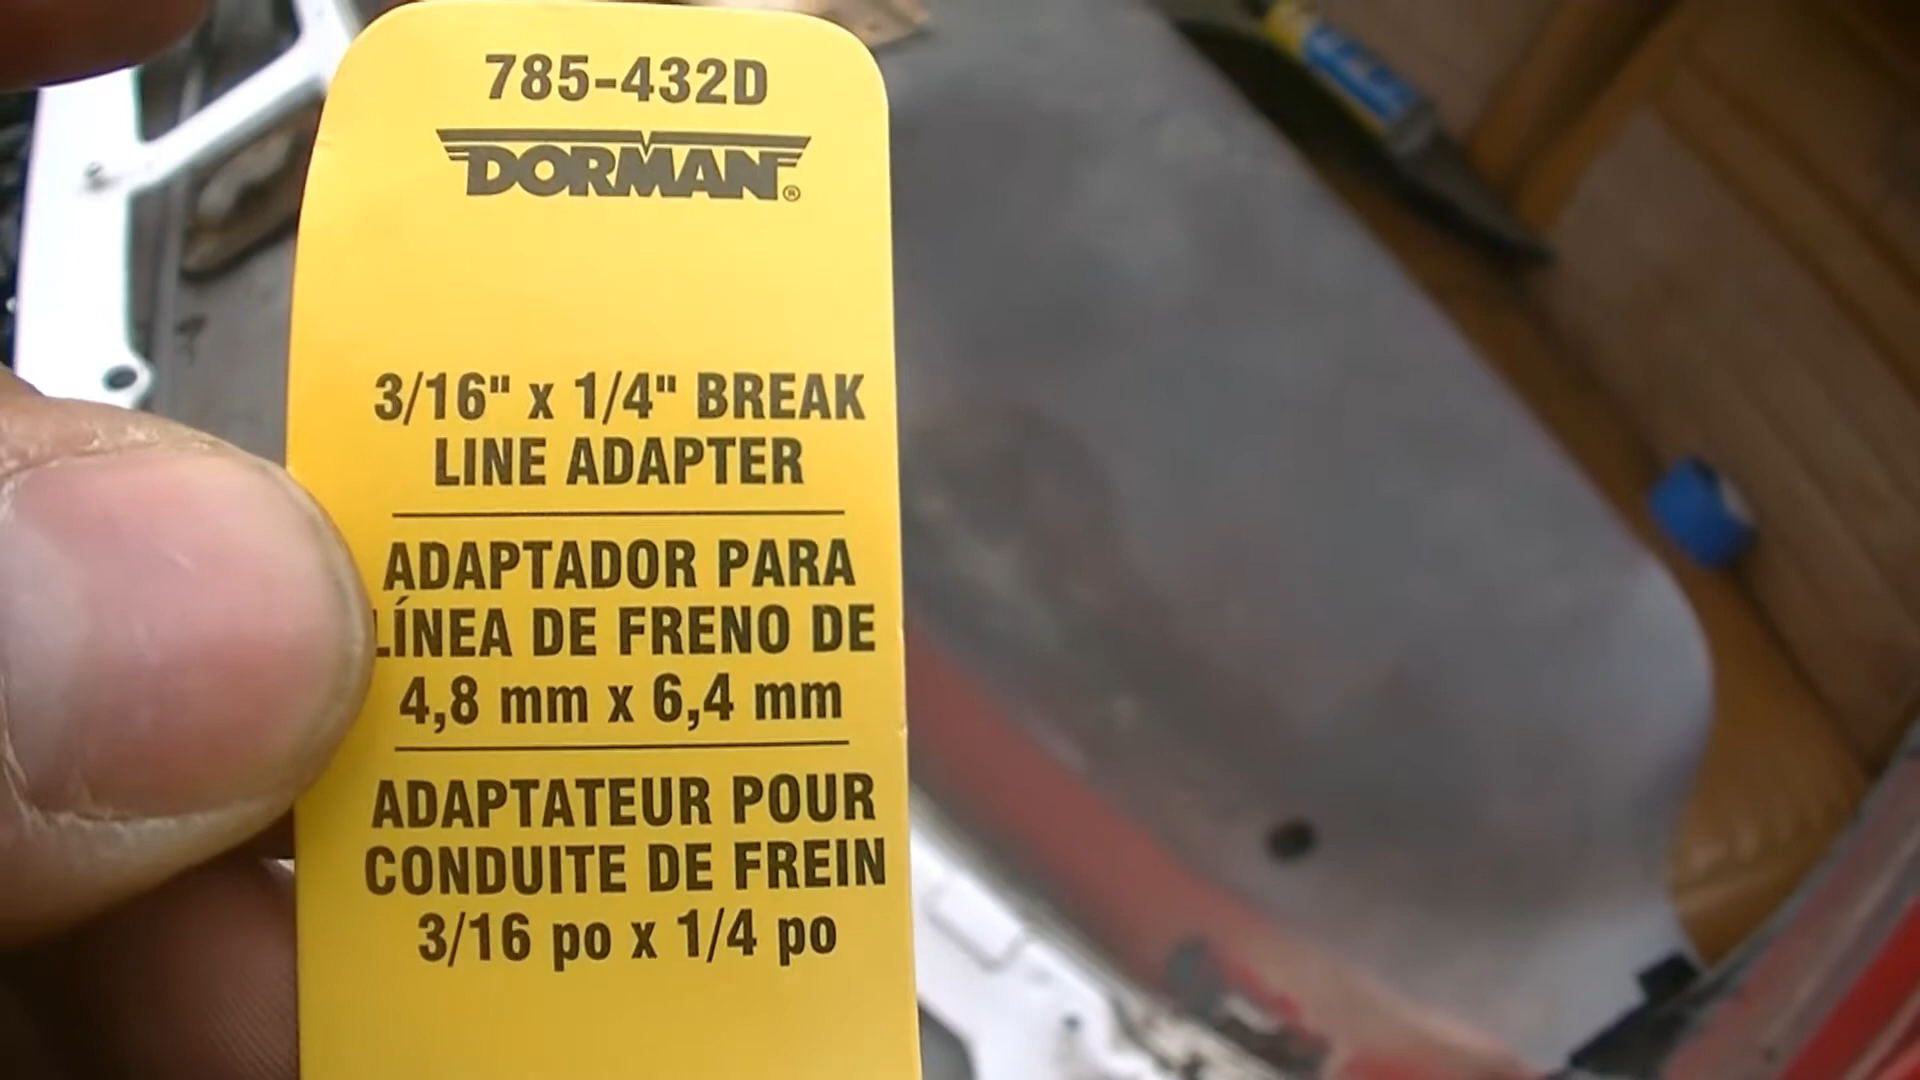 785-432D
DORMAN®
3/16" x 1/4" BREAK
LINE ADAPTER
ADAPTADOR PARA
LÍNEA DE FRENO DE
4,8 mm x 6,4 mm
ADAPTATEUR POUR
CONDUITE DE FREIN
3/16 po x 1/4 po